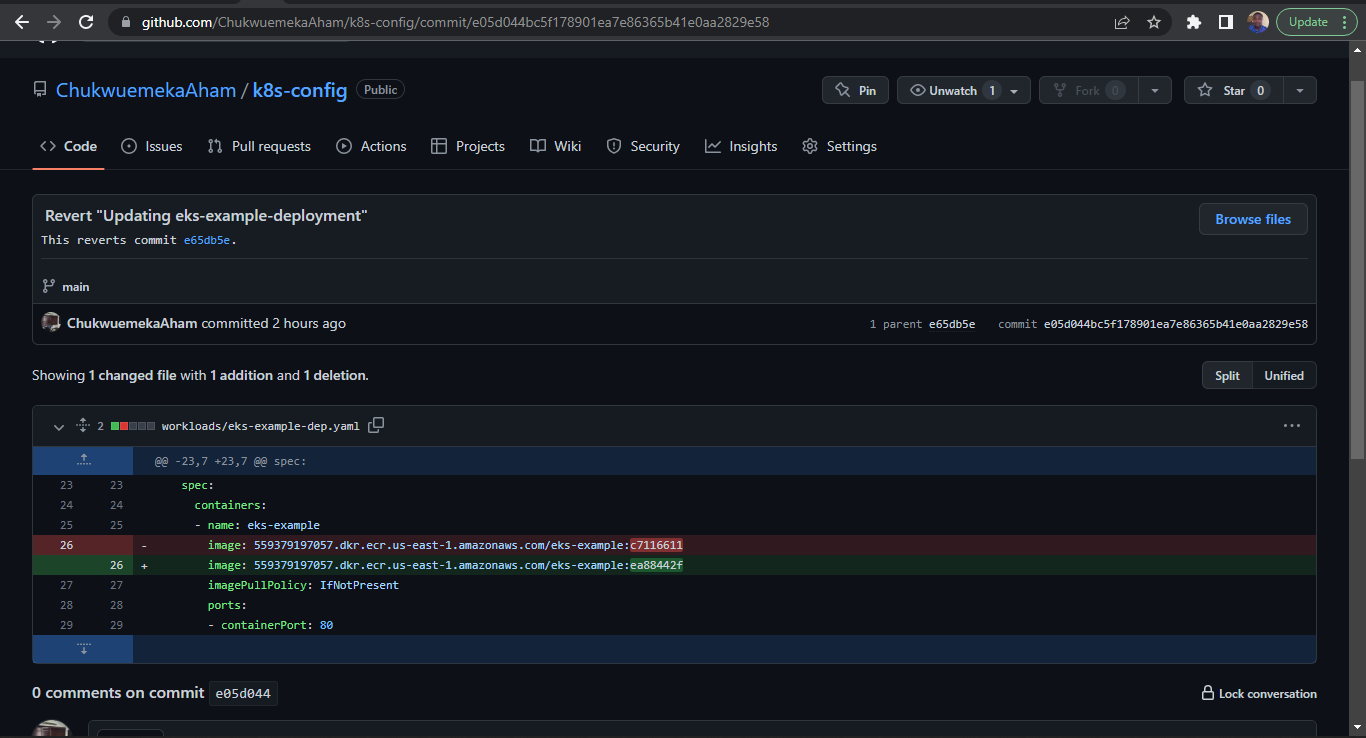 github.com/ChukwuemekaAham/k8s-config/commit/e05d044bc5f178901ea7e86365b41e0aa2829e58 Update
ChukwuemekaAham / k8s-config Public Pin Unwatch 1 Fork 0 Star 0
Code Issues Pull requests Actions Projects Wiki Security Insights Settings
Revert "Updating eks-example-deployment"
Browse files
This reverts commit e65db5e.
main
ChukwuemekaAham committed 2 hours ago 1 parent e65db5e commit e05d044bc5f178901ea7e86365b41e0aa2829e58
Showing 1 changed file with 1 addition and 1 deletion. Split Unified
2 workloads/eks-example-dep.yaml
@@ -23,7 +23,7 @@ spec:
23 23 spec:
24 24 containers:
25 25 - name: eks-example
26 - image: 559379197057.dkr.ecr.us-east-1.amazonaws.com/eks-example:c7116611
26 + image: 559379197057.dkr.ecr.us-east-1.amazonaws.com/eks-example:ea88442f
27 27 imagePullPolicy: IfNotPresent
28 28 ports:
29 29 - containerPort: 80
0 comments on commit e05d044 Lock conversation